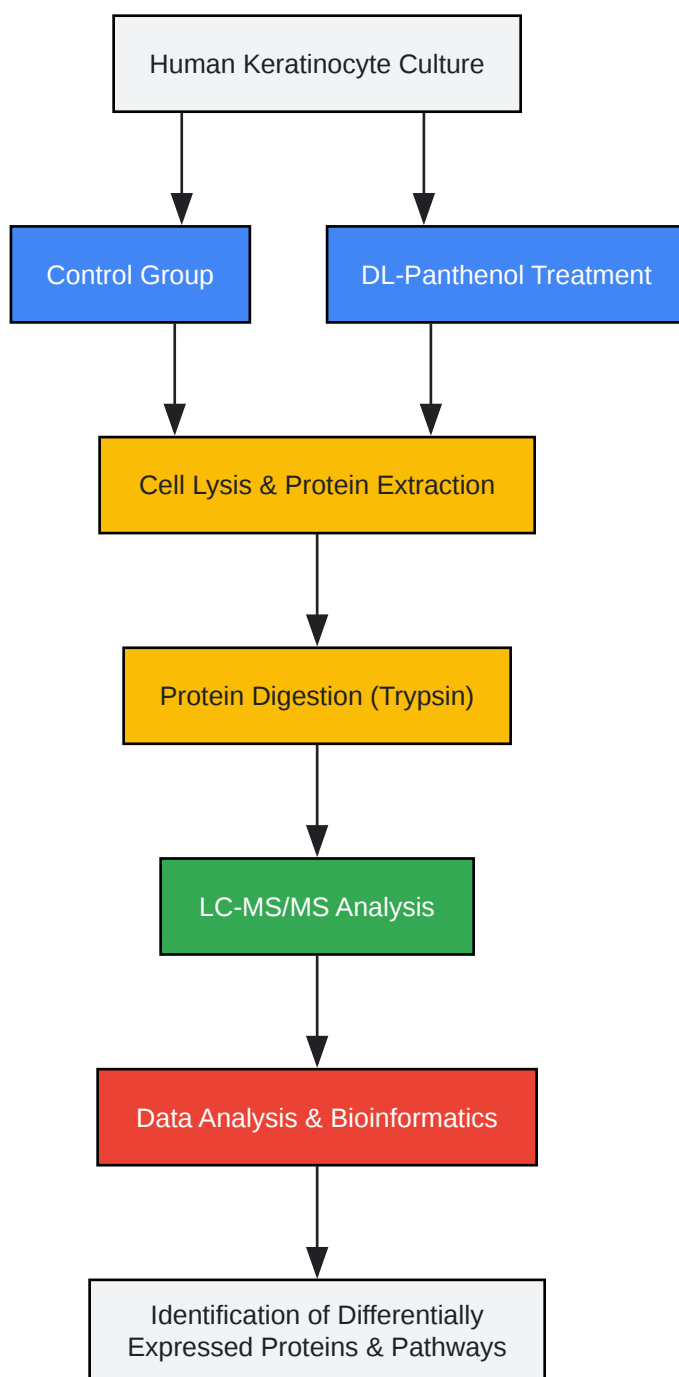 Human Keratinocyte Culture
Control Group
DL-Panthenol Treatment
Cell Lysis & Protein Extraction
Protein Digestion (Trypsin)
LC-MS/MS Analysis
Data Analysis & Bioinformatics
Identification of Differentially
Expressed Proteins & Pathways